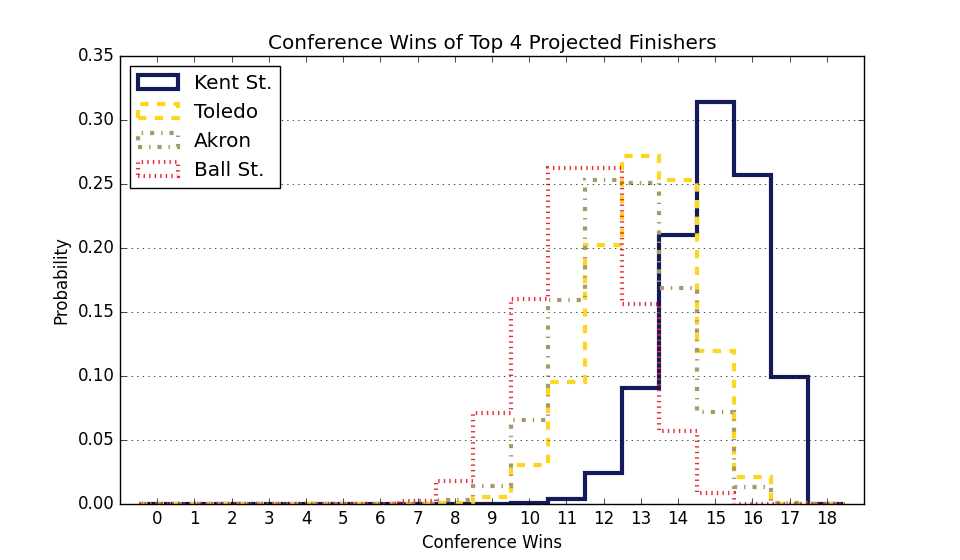 Conference Wins of Top 4 Projected Finishers
0.35
0.30
0.25
0.20
0.15
0.10
0.05
0.00
Probability
Kent St.
Toledo
Akron
Ball St.
0 1 2 3 4 5 6 7 8 9 10 11 12 13 14 15 16 17 18
Conference Wins